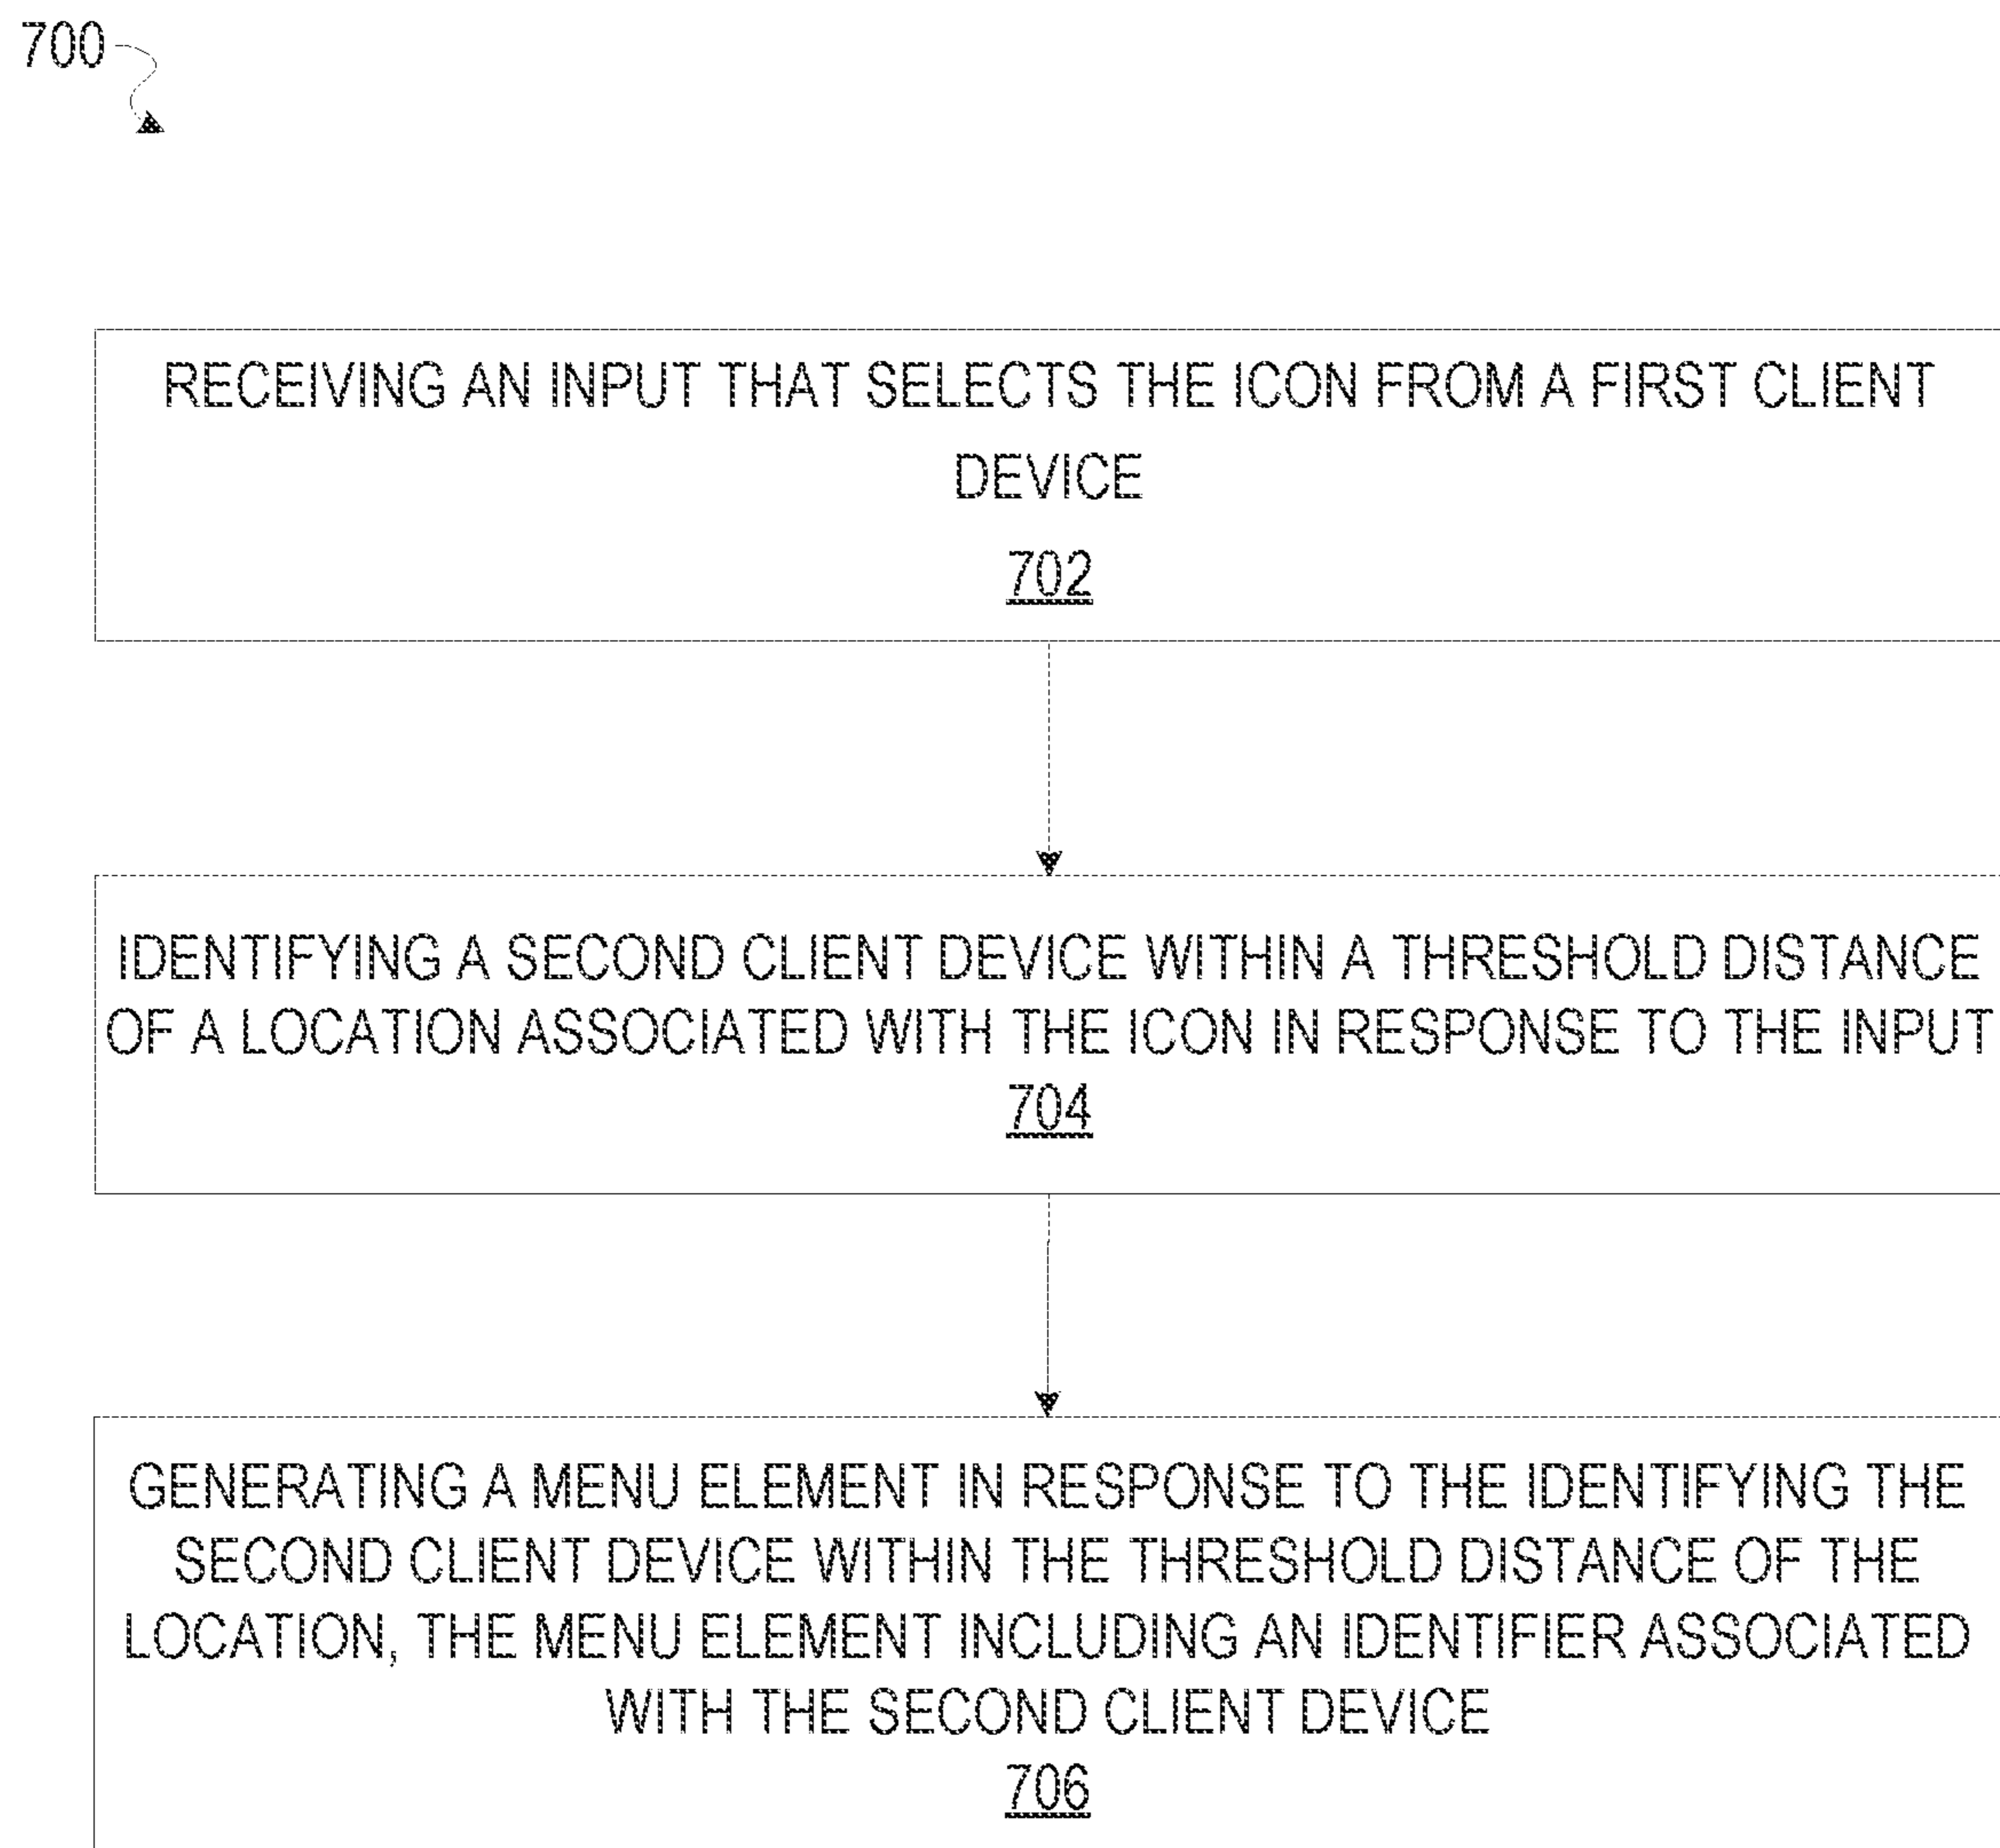 700
RECEIVING AN INPUT THAT SELECTS THE ICON FROM A FIRST CLIENT
DEVICE
702
IDENTIFYING A SECOND CLIENT DEVICE WITHIN A THRESHOLD DISTANCE
OF A LOCATION ASSOCIATED WITH THE ICON IN RESPONSE TO THE INPUT
704
GENERATING A MENU ELEMENT IN RESPONSE TO THE IDENTIFYING THE
SECOND CLIENT DEVICE WITHIN THE THRESHOLD DISTANCE OF THE
LOCATION, THE MENU ELEMENT INCLUDING AN IDENTIFIER ASSOCIATED
WITH THE SECOND CLIENT DEVICE
706